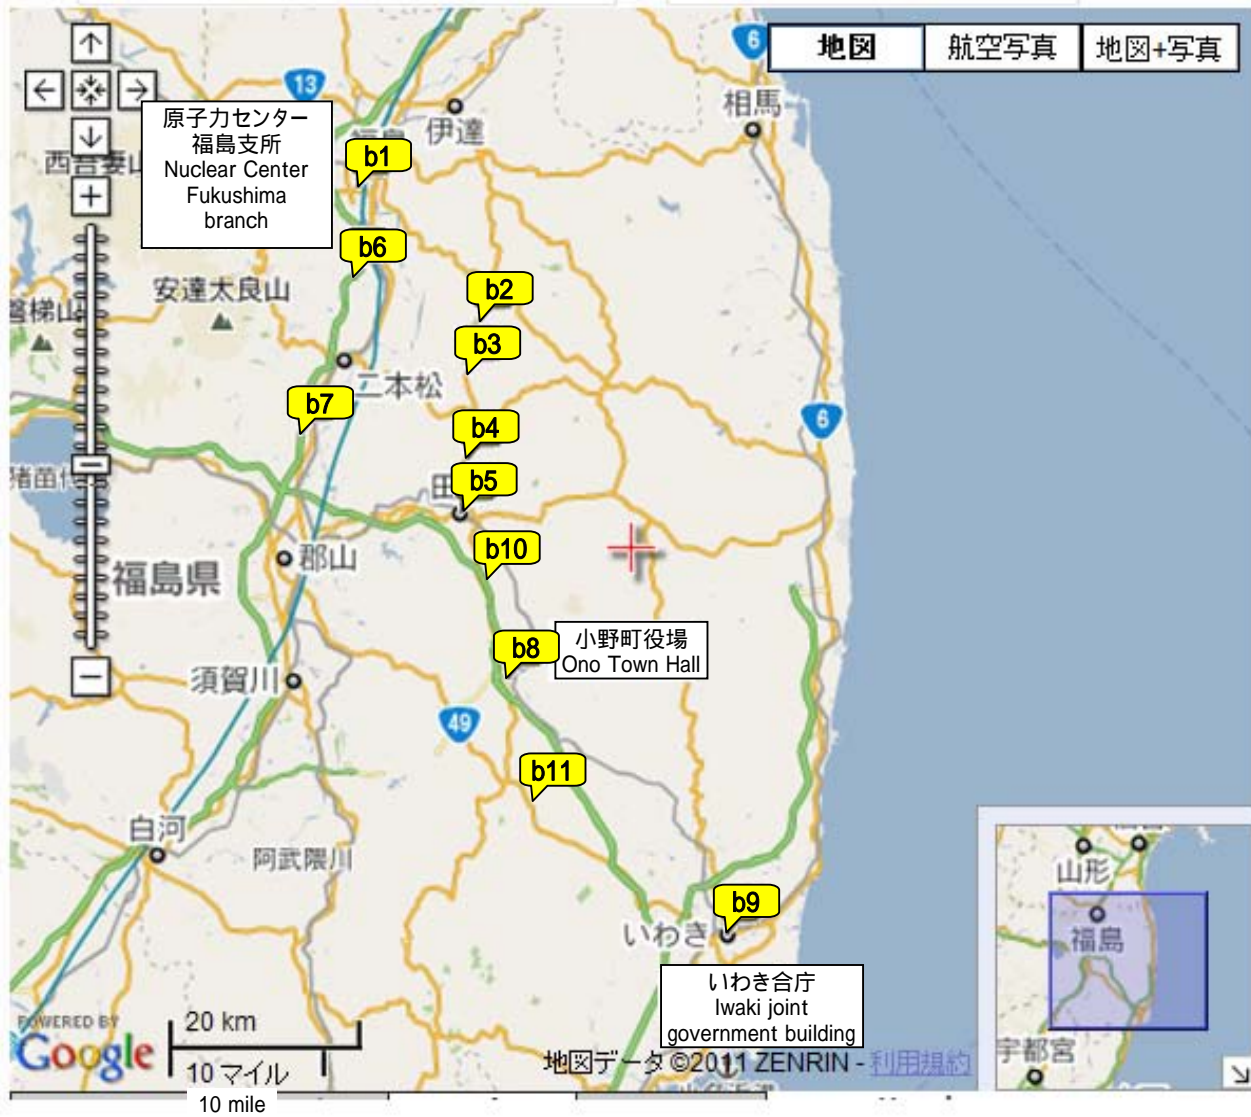 6
地図
航空写真
地図+写真
13
原子力センター
福島支所
Nuclear Center
Fukushima
branch
伊達
相馬
b1
b6
安達太良山
b2
b3
二本松
b7
6
b4
b5
b10
郡山
福島県
b8
小野町役場
Ono Town Hall
須賀川
49
b11
白河
阿武隈川
b9
いわき
いわき合庁
Iwaki joint
government building
山形
福島
宇都宮
POWERED BY
Google
20 km
10 マイル
10 mile
地図データ ©2011 ZENRIN - 利用規約